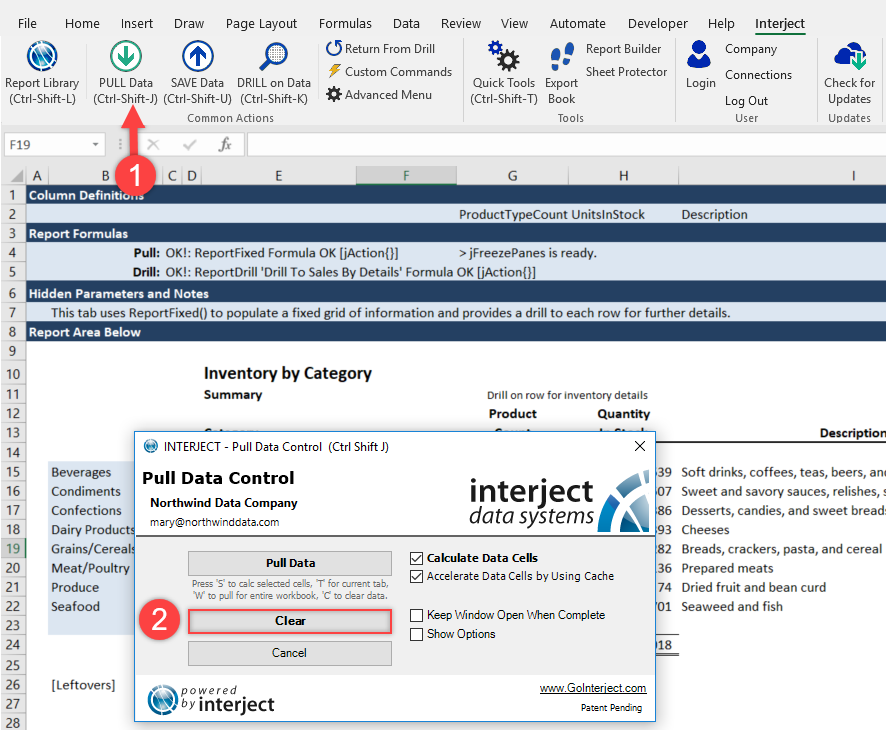 File Home Insert Draw Page Layout Formulas Data Review View Automate Developer Help Interject
Report Library
(Ctrl-Shift-L)
PULL Data
(Ctrl-Shift-J)
SAVE Data
(Ctrl-Shift-U)
DRILL on Data
(Ctrl-Shift-K)
Return From Drill
Custom Commands
Advanced Menu
Common Actions
Quick Tools
(Ctrl-Shift-T)
Export
Book
Report Builder
Sheet Protector
Tools
Login
Company
Connections
Log Out
User
Check for
Updates
Updates
F19 fx
1
A B C D E F G H I
1 Column Definitions
2 ProductTypeCount UnitsInStock Description
3 Report Formulas
4 Pull: OK!: ReportFixed Formula OK [jAction{}] > jFreezePanes is ready.
5 Drill: OK!: ReportDrill 'Drill To Sales By Details' Formula OK [jAction{}]
6 Hidden Parameters and Notes
7 This tab uses ReportFixed() to populate a fixed grid of information and provides a drill to each row for further details.
8 Report Area Below
9
10 Inventory by Category
11 Summary Drill on row for inventory details
12 Product Quantity
13 Description
14
15 Beverages 39 Soft drinks, coffees, teas, beers, an
16 Condiments 07 Sweet and savory sauces, relishes, s
17 Confections 86 Desserts, candies, and sweet breads
18 Dairy Products 93 Cheeses
19 Grains/Cereals 282 Breads, crackers, pasta, and cereal
20 Meat/Poultry 136 Prepared meats
21 Produce 74 Dried fruit and bean curd
22 Seafood 701 Seaweed and fish
23
24 018
25
26 [Leftovers]
27
28
INTERJECT - Pull Data Control (Ctrl Shift J)
Pull Data Control
Northwind Data Company
mary@northwinddata.com
interject
data systems
Pull Data
Press 'S' to calc selected cells, 'T' for current tab,
'W' to pull for entire workbook, 'C' to clear data.
2
Clear
Cancel
Calculate Data Cells
Accelerate Data Cells by Using Cache
Keep Window Open When Complete
Show Options
powered
by interject
www.GoInterject.com
Patent Pending